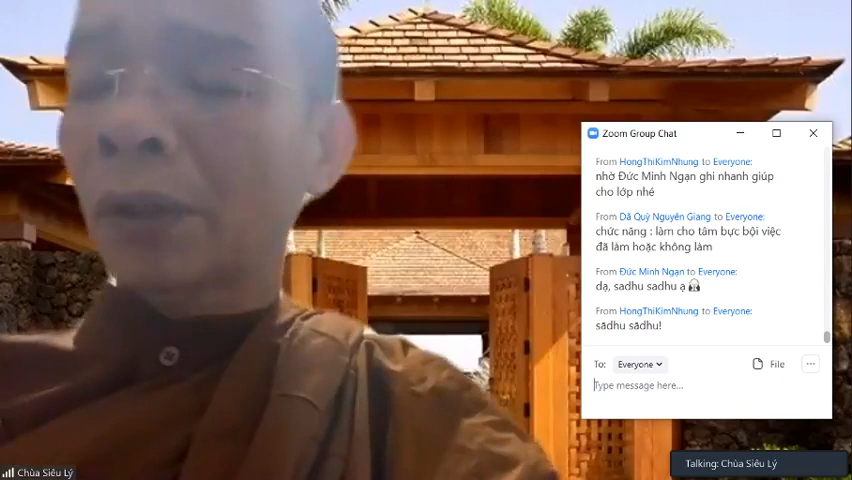 Zoom Group Chat
From HongThiKimNhung to Everyone:
nhờ Đức Minh Ngạn ghi nhanh giúp
cho lớp nhé
From Dã Quỳ Nguyên Giang to Everyone:
chức năng : làm cho tâm bực bội việc
đã làm hoặc không làm
From Đức Minh Ngạn to Everyone:
dạ, sadhu sadhu ạ
From HongThiKimNhung to Everyone:
sādhu sādhu!
To: Everyone File
Type message here...
Chùa Siêu Lý
Talking: Chùa Siêu Lý